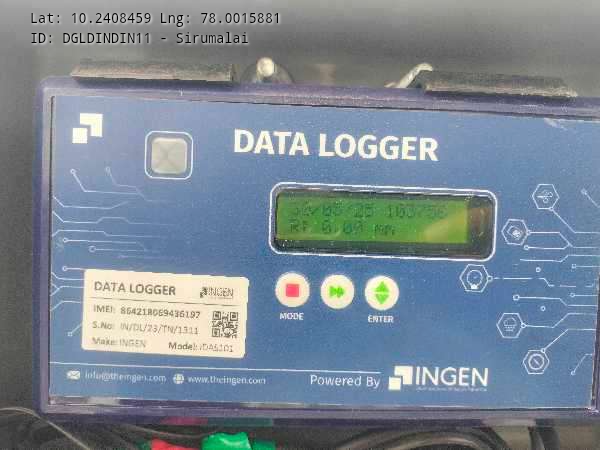 Lat: 10.2408459 Lng: 78.0015881
ID: DGLDINDIN11 - Sirumalai
DATA LOGGER
RF 0.00 mm
MODE
ENTER
DATA LOGGER
INGEN
IMEI: 864218069436197
S.No: IN/DL/23/TN/1311
Make: INGEN Model: IDAS101
info@theingen.com www.theingen.com
Powered By INGEN